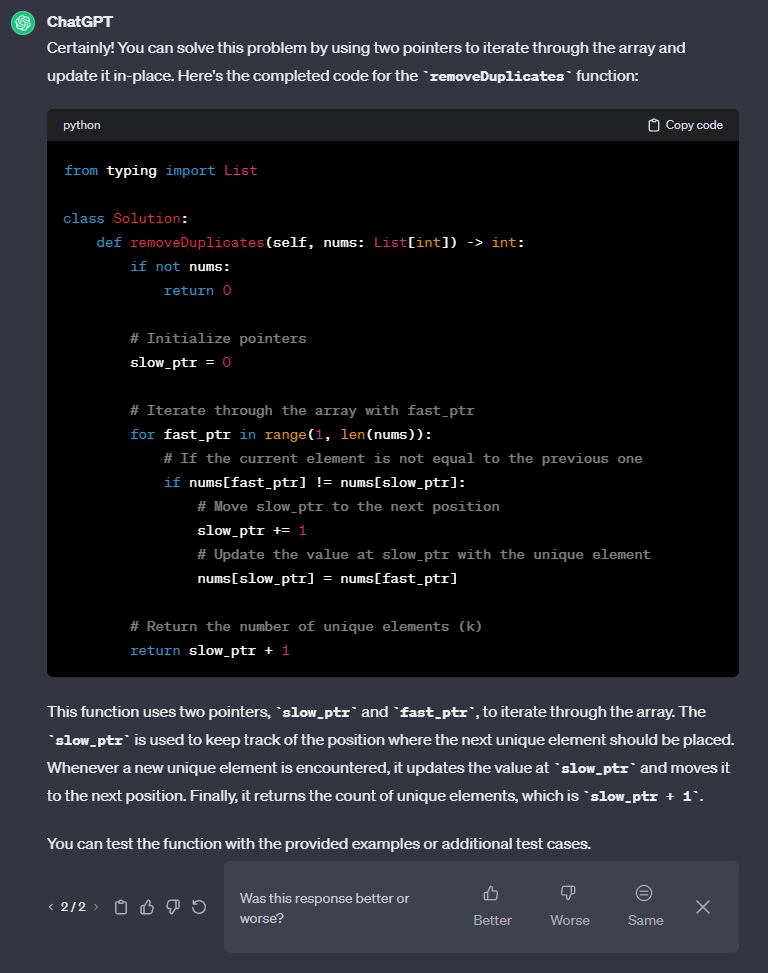 ChatGPT
Certainly! You can solve this problem by using two pointers to iterate through the array and
update it in-place. Here's the completed code for the `removeDuplicates` function:
python Copy code
from typing import List
class Solution:
    def removeDuplicates(self, nums: List[int]) -> int:
        if not nums:
            return 0
        # Initialize pointers
        slow_ptr = 0
        # Iterate through the array with fast_ptr
        for fast_ptr in range(1, len(nums)):
            # If the current element is not equal to the previous one
            if nums[fast_ptr] != nums[slow_ptr]:
                # Move slow_ptr to the next position
                slow_ptr += 1
                # Update the value at slow_ptr with the unique element
                nums[slow_ptr] = nums[fast_ptr]
        # Return the number of unique elements (k)
        return slow_ptr + 1
This function uses two pointers, `slow_ptr` and `fast_ptr`, to iterate through the array. The
`slow_ptr` is used to keep track of the position where the next unique element should be placed.
Whenever a new unique element is encountered, it updates the value at `slow_ptr` and moves it
to the next position. Finally, it returns the count of unique elements, which is `slow_ptr + 1`.
You can test the function with the provided examples or additional test cases.
< 2/2 >
Was this response better or
worse?
Better Worse Same